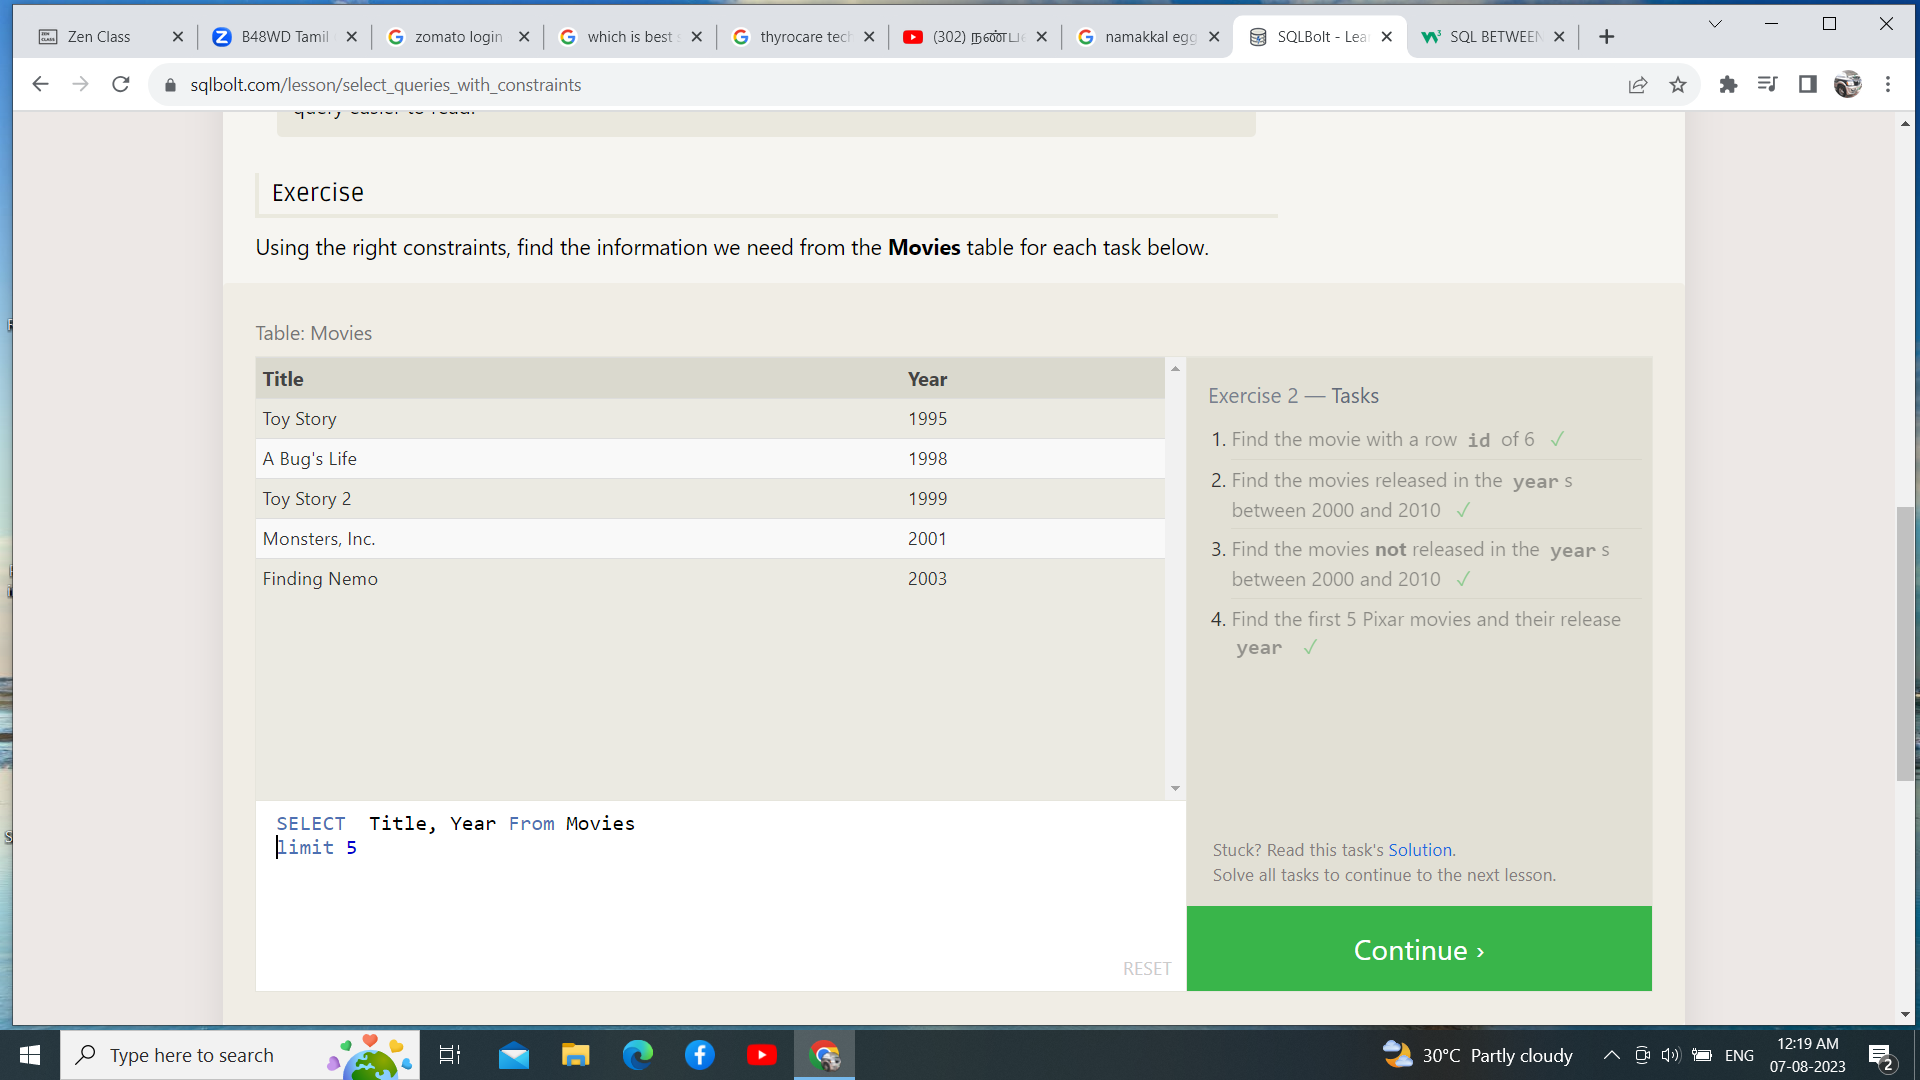 Zen Class
B48WD Tamil
zomato login
which is best
thyrocare tech
(302) நண்ப
namakkal egg
SQLBolt - Lea
SQL BETWEEN
sqlbolt.com/lesson/select_queries_with_constraints
Exercise
Using the right constraints, find the information we need from the Movies table for each task below.
Table: Movies
Title Year
Toy Story 1995
A Bug's Life 1998
Toy Story 2 1999
Monsters, Inc. 2001
Finding Nemo 2003
Exercise 2 — Tasks
1. Find the movie with a row id of 6 ✓
2. Find the movies released in the year s
between 2000 and 2010 ✓
3. Find the movies not released in the year s
between 2000 and 2010 ✓
4. Find the first 5 Pixar movies and their release
year ✓
SELECT Title, Year From Movies
limit 5
RESET
Stuck? Read this task's Solution.
Solve all tasks to continue to the next lesson.
Continue ›
Type here to search
30°C Partly cloudy
ENG
12:19 AM
07-08-2023
2